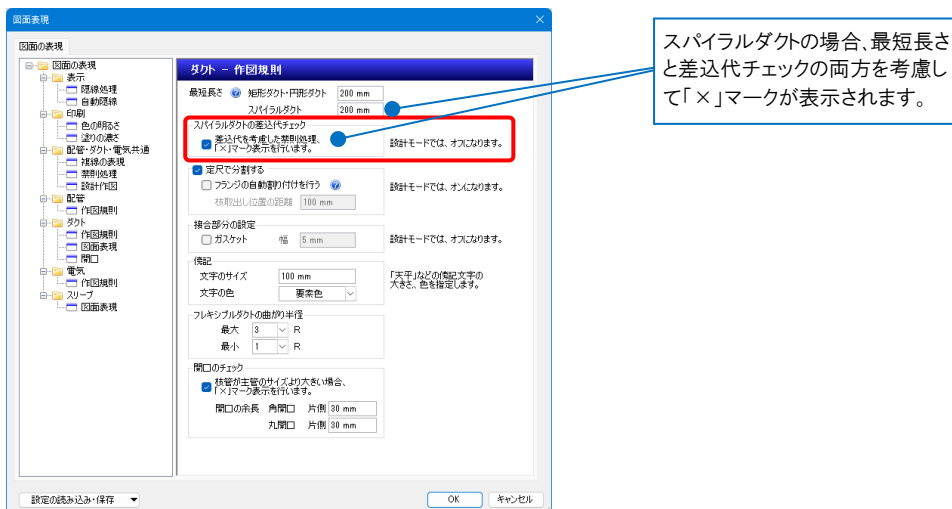 図面表現
図面の表現
図面の表現
表示
隠線処理
自動隠線
印刷
色の明るさ
塗りの濃さ
配管・ダクト・電気共通
複線の表現
禁則処理
設計作図
配管
作図規則
ダクト
作図規則
図面表現
開口
電気
作図規則
スリーブ
図面表現
ダクト - 作図規則
最短長さ 矩形ダクト・円形ダクト 200 mm
スパイラルダクト 200 mm
スパイラルダクトの差込代チェック
差込代を考慮した禁則処理、
「×」マーク表示を行います。
設計モードでは、オフになります。
定尺で分割する
フランジの自動割り付けを行う
設計モードでは、オンになります。
枝取出し位置の距離 100 mm
接合部分の設定
ガスケット 幅 5 mm
設計モードでは、オフになります。
傍記
文字のサイズ 100 mm
文字の色 要素色
「天平」などの傍記文字の
大きさ、色を指定します。
フレキシブルダクトの曲がり半径
最大 3 R
最小 1 R
開口のチェック
枝管が主管のサイズより大きい場合、
「×」マーク表示を行います。
開口の余長 角開口 片側 30 mm
丸開口 片側 30 mm
設定の読み込み・保存
OK キャンセル
スパイラルダクトの場合、最短長さ
と差込代チェックの両方を考慮し
て「×」マークが表示されます。